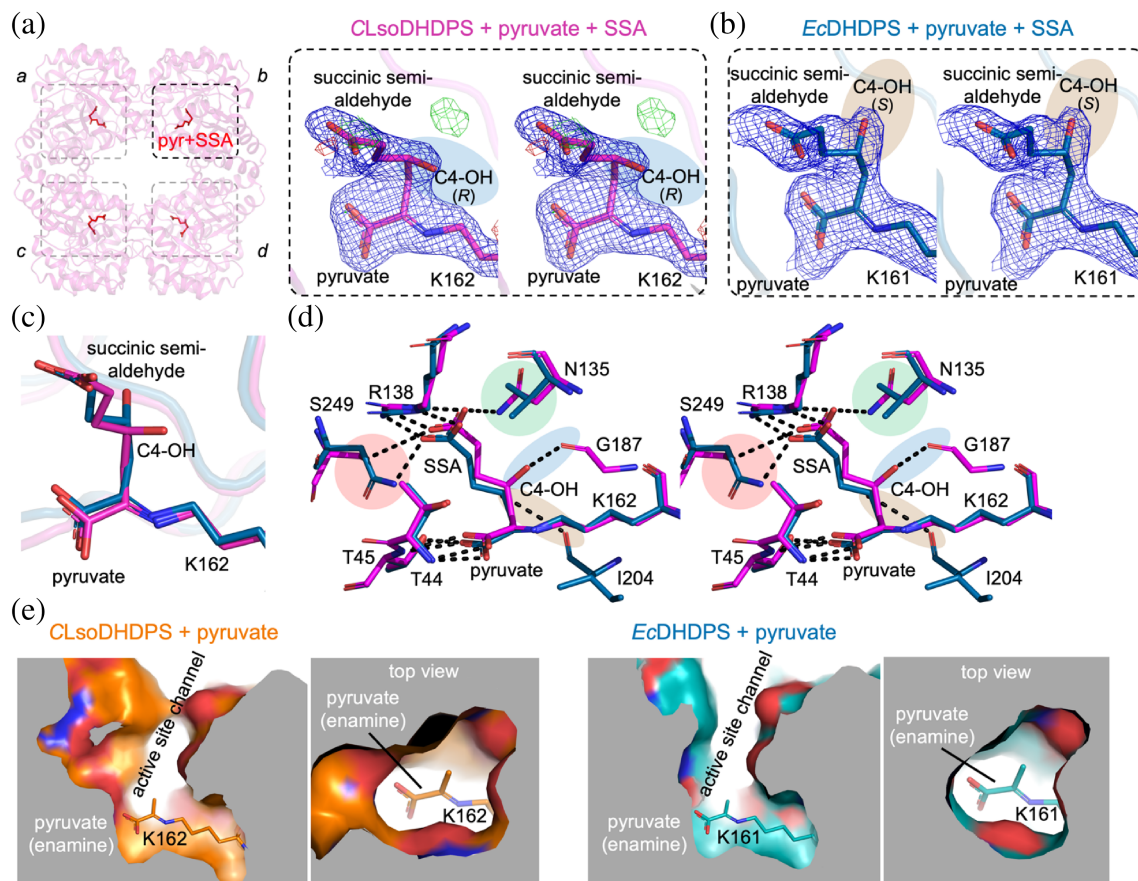 (a)
a
b
pyr+SSA
c
d
CLsoDHDPS + pyruvate + SSA
succinic semi-
aldehyde
C4-OH
(R)
pyruvate
K162
succinic semi-
aldehyde
C4-OH
(R)
pyruvate
K162
(b)
EcDHDPS + pyruvate + SSA
succinic semi-
aldehyde
C4-OH
(S)
pyruvate
K161
succinic semi-
aldehyde
C4-OH
(S)
pyruvate
K161
(c)
succinic semi-
aldehyde
C4-OH
pyruvate
K162
(d)
R138
N135
S249
SSA
G187
C4-OH
K162
T45
T44
pyruvate
I204
R138
N135
S249
SSA
G187
C4-OH
K162
T45
T44
pyruvate
I204
(e)
CLsoDHDPS + pyruvate
active site channel
pyruvate
(enamine)
K162
top view
pyruvate
(enamine)
K162
EcDHDPS + pyruvate
active site channel
pyruvate
(enamine)
K161
top view
pyruvate
(enamine)
K161